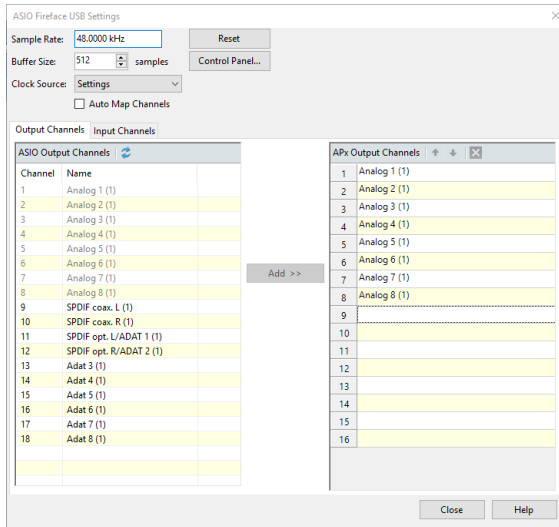 ASIO Fireface USB Settings
Sample Rate: 48.0000 kHz Reset
Buffer Size: 512 samples Control Panel...
Clock Source: Settings
Auto Map Channels
Output Channels Input Channels
ASIO Output Channels APx Output Channels
Channel Name
1 Analog 1 (1)
2 Analog 2 (1)
3 Analog 3 (1)
4 Analog 4 (1)
5 Analog 5 (1)
6 Analog 6 (1)
7 Analog 7 (1)
8 Analog 8 (1)
9 SPDIF coax. L (1)
10 SPDIF coax. R (1)
11 SPDIF opt. L/ADAT 1 (1)
12 SPDIF opt. R/ADAT 2 (1)
13 Adat 3 (1)
14 Adat 4 (1)
15 Adat 5 (1)
16 Adat 6 (1)
17 Adat 7 (1)
18 Adat 8 (1)
Add >>
1 Analog 1 (1)
2 Analog 2 (1)
3 Analog 3 (1)
4 Analog 4 (1)
5 Analog 5 (1)
6 Analog 6 (1)
7 Analog 7 (1)
8 Analog 8 (1)
9
10
11
12
13
14
15
16
Close Help